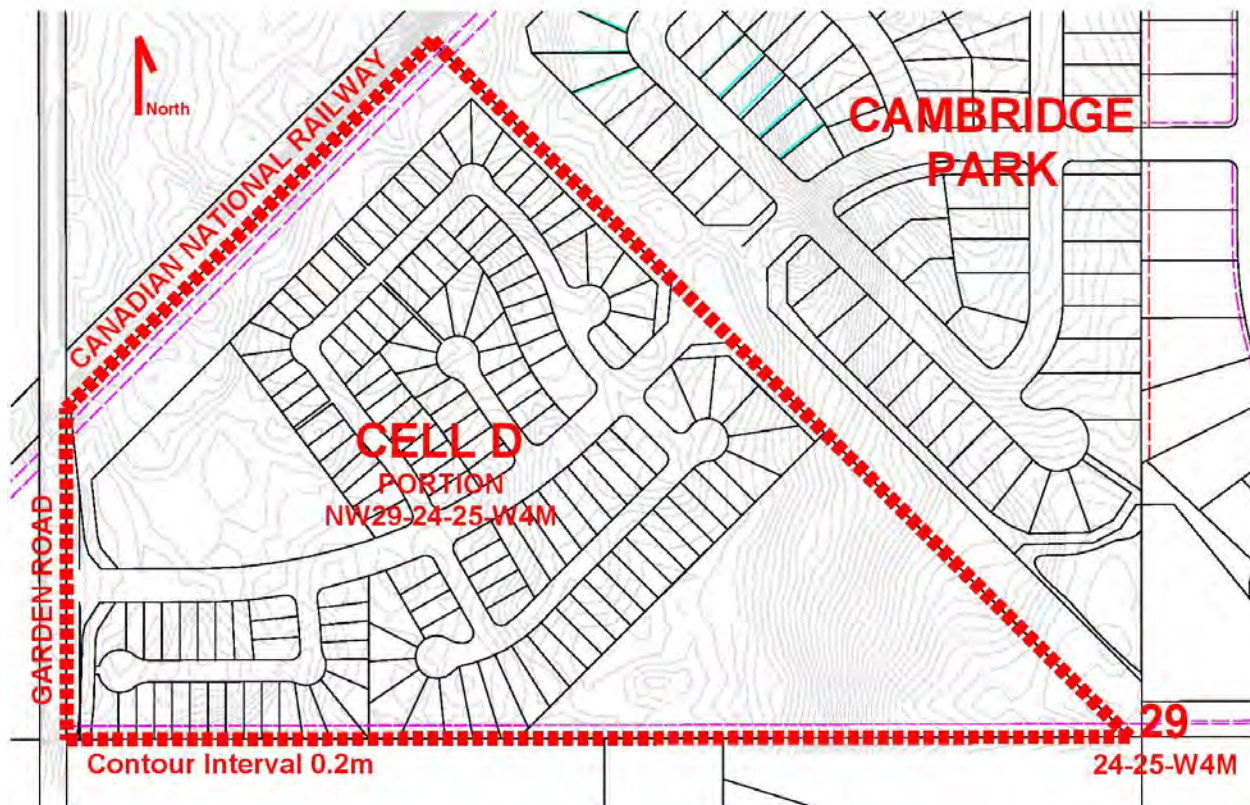 North
CANADIAN NATIONAL RAILWAY
CAMBRIDGE
PARK
CELL D
PORTION
NW29-24-25-W4M
GARDEN ROAD
29
24-25-W4M
Contour Interval 0.2m